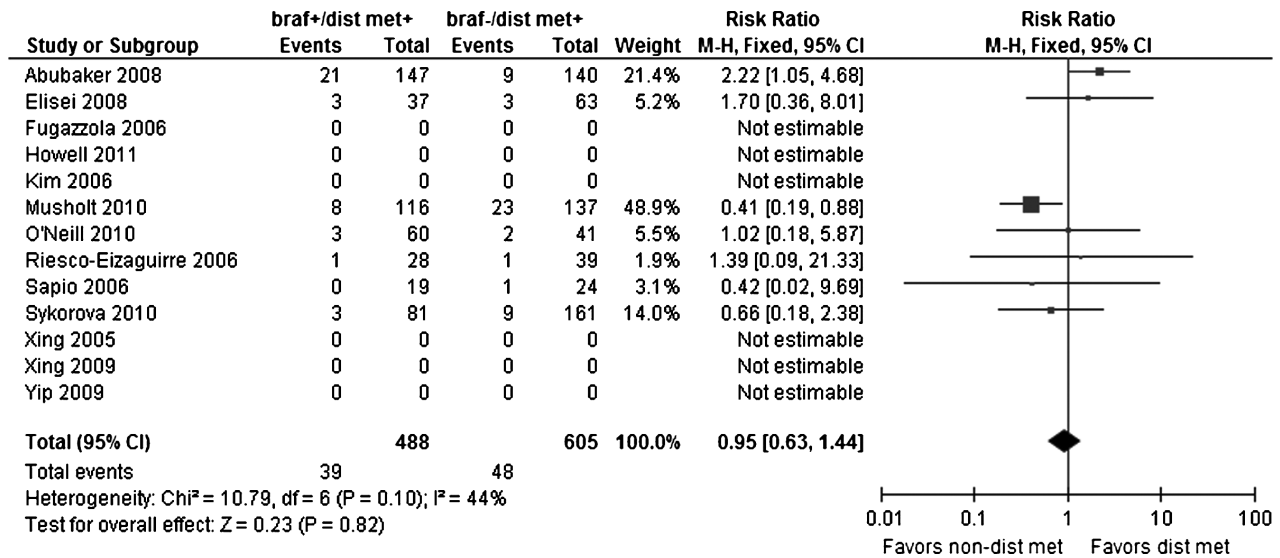 braf+/dist met+ braf-/dist met+ Risk Ratio Risk Ratio
Study or Subgroup Events Total Events Total Weight M-H, Fixed, 95% CI M-H, Fixed, 95% CI
Abubaker 2008 21 147 9 140 21.4% 2.22 [1.05, 4.68]
Elisei 2008 3 37 3 63 5.2% 1.70 [0.36, 8.01]
Fugazzola 2006 0 0 0 0 Not estimable
Howell 2011 0 0 0 0 Not estimable
Kim 2006 0 0 0 0 Not estimable
Musholt 2010 8 116 23 137 48.9% 0.41 [0.19, 0.88]
O'Neill 2010 3 60 2 41 5.5% 1.02 [0.18, 5.87]
Riesco-Eizaguirre 2006 1 28 1 39 1.9% 1.39 [0.09, 21.33]
Sapio 2006 0 19 1 24 3.1% 0.42 [0.02, 9.69]
Sykorova 2010 3 81 9 161 14.0% 0.66 [0.18, 2.38]
Xing 2005 0 0 0 0 Not estimable
Xing 2009 0 0 0 0 Not estimable
Yip 2009 0 0 0 0 Not estimable
Total (95% CI) 488 605 100.0% 0.95 [0.63, 1.44]
Total events 39 48
Heterogeneity: Chi² = 10.79, df = 6 (P = 0.10); I² = 44%
Test for overall effect: Z = 0.23 (P = 0.82)
0.01 0.1 1 10 100
Favors non-dist met Favors dist met